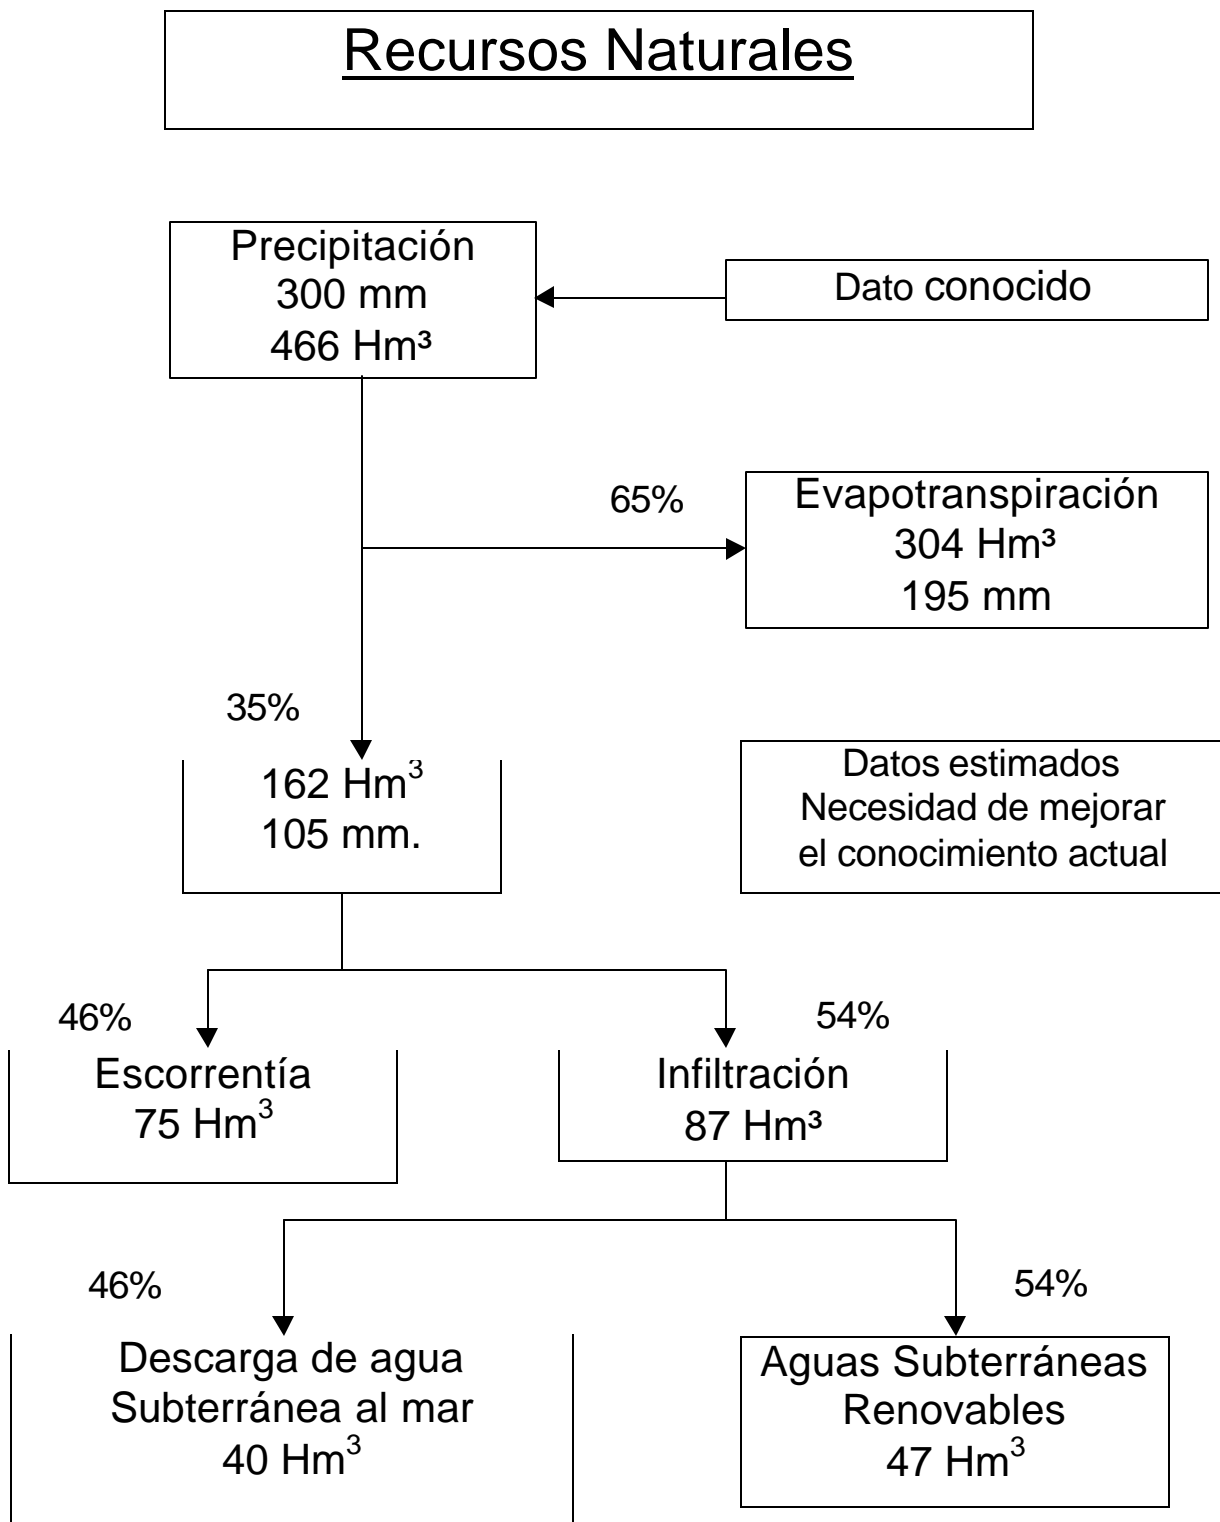 Recursos Naturales
Precipitación
300 mm
466 Hm³
Dato conocido
65%
Evapotranspiración
304 Hm³
195 mm
35%
162 Hm³
105 mm.
Datos estimados
Necesidad de mejorar
el conocimiento actual
46%
54%
Escorrentía
75 Hm³
Infiltración
87 Hm³
46%
54%
Descarga de agua
Subterránea al mar
40 Hm³
Aguas Subterráneas
Renovables
47 Hm³